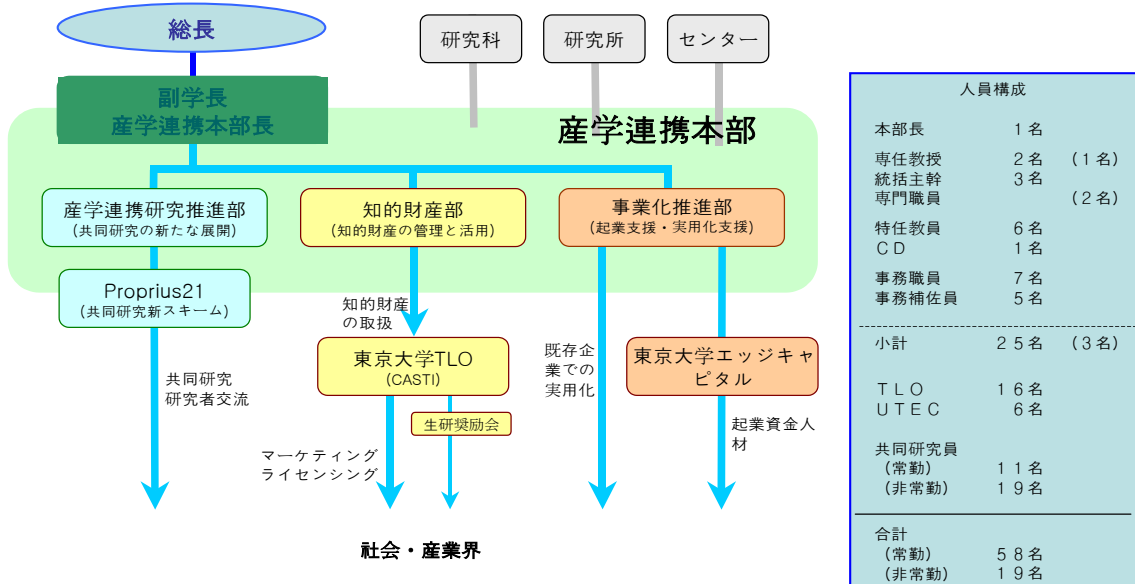 総長
研究科
研究所
センター
副学長
産学連携本部長
産学連携本部
産学連携研究推進部
(共同研究の新たな展開)
知的財産部
(知的財産の管理と活用)
事業化推進部
(起業支援・実用化支援)
Proprius21
(共同研究新スキーム)
知的財産
の取扱
東京大学TLO
(CASTI)
既存企
業での
実用化
東京大学エッジキャ
ピタル
共同研究
研究者交流
生研奨励会
起業資金人
材
マーケティング
ライセンシング
社会・産業界
人員構成
本部長 1名
専任教授 2名 (1名)
統括主幹 3名
専門職員 (2名)
特任教員 6名
CD 1名
事務職員 7名
事務補佐員 5名
小計 25名 (3名)
TLO 16名
UTEC 6名
共同研究員
(常勤) 11名
(非常勤) 19名
合計
(常勤) 58名
(非常勤) 19名